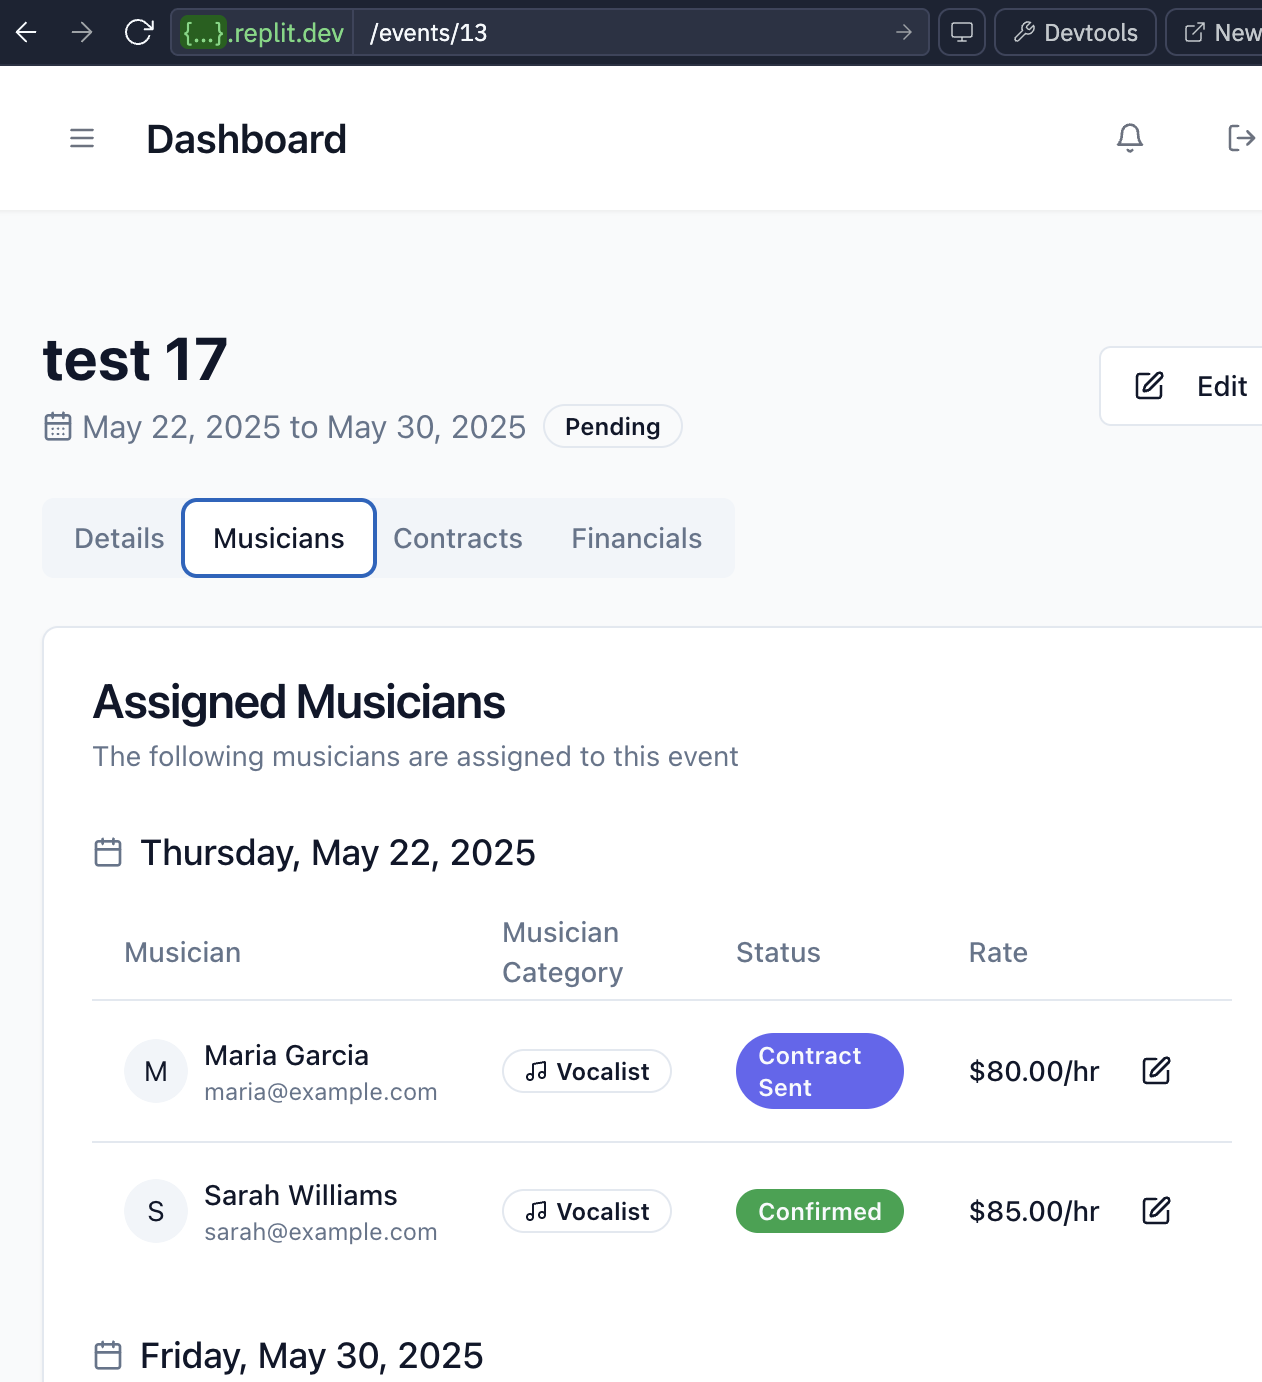 {...}.replit.dev /events/13 Devtools New
Dashboard
test 17
Edit
May 22, 2025 to May 30, 2025 Pending
Details Musicians Contracts Financials
Assigned Musicians
The following musicians are assigned to this event
Thursday, May 22, 2025
Musician Musician Category Status Rate
M Maria Garcia Vocalist Contract Sent $80.00/hr
maria@example.com
S Sarah Williams Vocalist Confirmed $85.00/hr
sarah@example.com
Friday, May 30, 2025